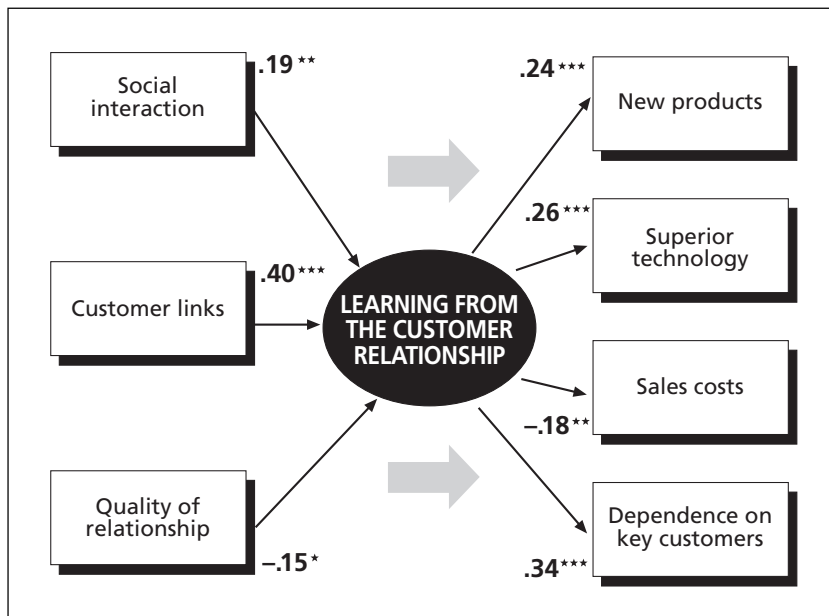 .19 ★★
Social
interaction
.40 ★★★
Customer links
Quality of
relationship
–.15 ★
LEARNING FROM
THE CUSTOMER
RELATIONSHIP
.24 ★★★
New products
.26 ★★★
Superior
technology
Sales costs
–.18 ★★
Dependence on
key customers
.34 ★★★